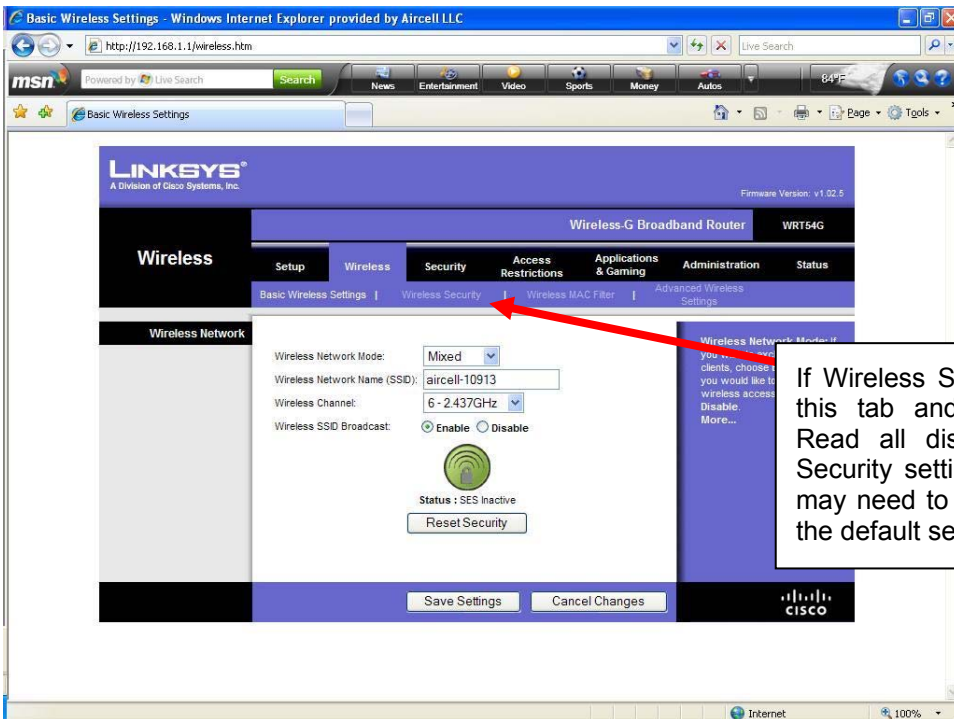 Basic Wireless Settings - Windows Internet Explorer provided by Aircell LLC
http://192.168.1.1/wireless.htm
Live Search
msn
Powered by Live Search
Search
News
Entertainment
Video
Sports
Money
Autos
84°F
Basic Wireless Settings
Page
Tools
LINKSYS®
A Division of Cisco Systems, Inc.
Firmware Version: v1.02.5
Wireless-G Broadband Router
WRT54G
Wireless
Setup
Wireless
Security
Access Restrictions
Applications & Gaming
Administration
Status
Basic Wireless Settings |
Wireless Security |
Wireless MAC Filter |
Advanced Wireless Settings
Wireless Network
Wireless Network Mode: Mixed
Wireless Network Name (SSID): aircell-10913
Wireless Channel: 6 - 2.437GHz
Wireless SSID Broadcast: Enable Disable
Status : SES Inactive
Reset Security
Wireless Network Mode: If
you
clients, choose
you would like to
wireless access
Disable.
More...
If Wireless S
this tab and
Read all dis
Security setti
may need to
the default se
Save Settings
Cancel Changes
CISCO
Internet
100%